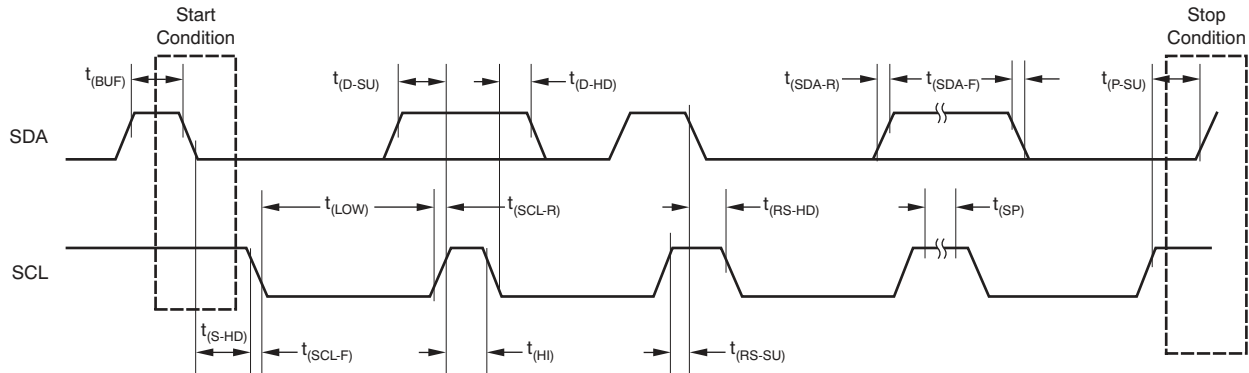 Start
Condition
Stop
Condition
t(BUF)
t(D-SU)
t(D-HD)
t(SDA-R)
t(SDA-F)
t(P-SU)
SDA
t(LOW)
t(SCL-R)
t(RS-HD)
t(SP)
SCL
t(S-HD)
t(SCL-F)
t(HI)
t(RS-SU)